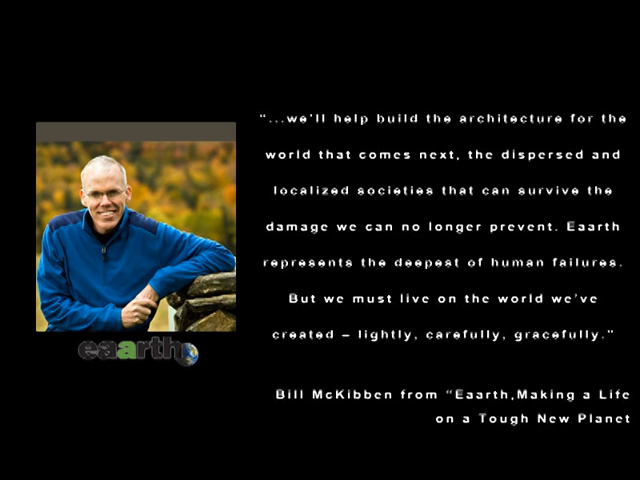 "...we'll help build the architecture for the
world that comes next, the dispersed and
localized societies that can survive the
damage we can no longer prevent. Eaarth
represents the deepest of human failures.
But we must live on the world we've
created – lightly, carefully, gracefully."
eaarth
Bill McKibben from "Eaarth,Making a Life
on a Tough New Planet